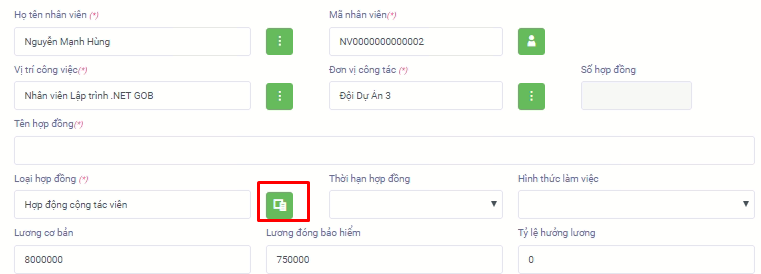 Họ tên nhân viên (*) Mã nhân viên(*)
Nguyễn Mạnh Hùng NV0000000000002
Vị trí công việc(*) Đơn vị công tác (*) Số hợp đồng
Nhân viên Lập trình .NET GOB Đội Dự Án 3
Tên hợp đồng(*)
Loại hợp đồng (*) Thời hạn hợp đồng Hình thức làm việc
Hợp động cộng tác viên
Lương cơ bản Lương đóng bảo hiểm Tỷ lệ hưởng lương
8000000 750000 0